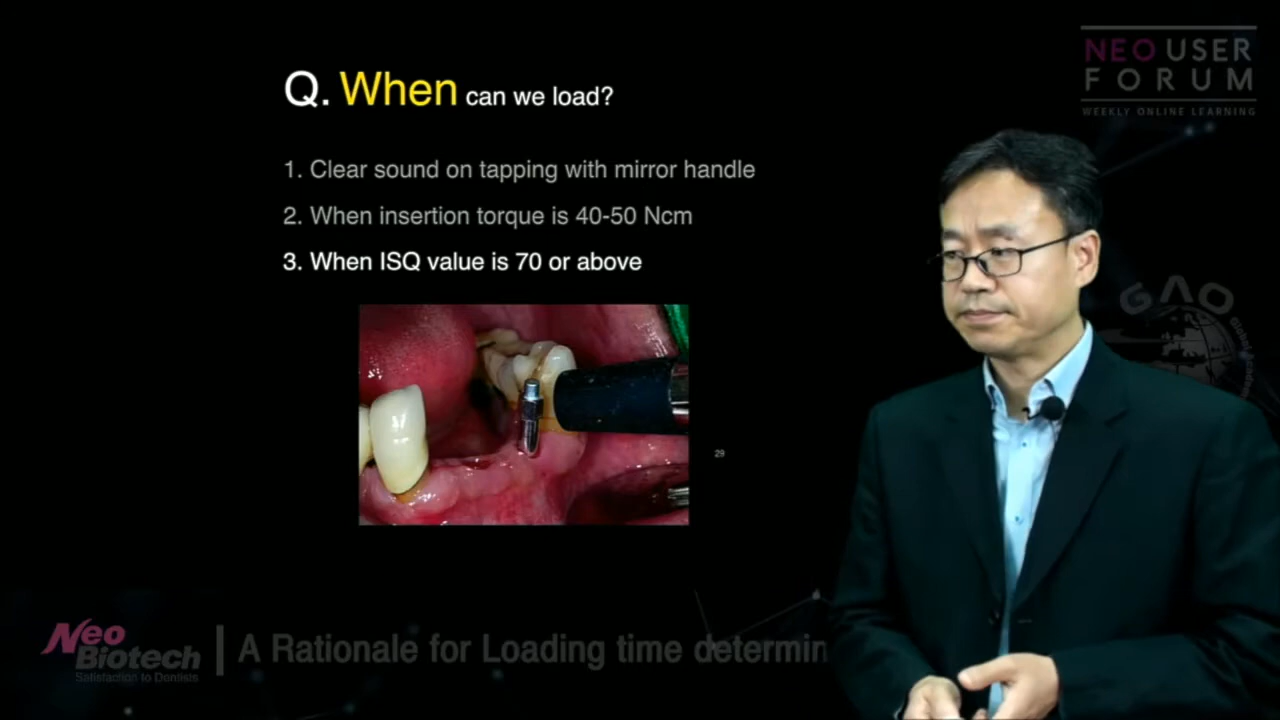 NEO USER
FORUM
WEEKLY ONLINE LEARNING
Q. When can we load?
1. Clear sound on tapping with mirror handle
2. When insertion torque is 40-50 Ncm
3. When ISQ value is 70 or above
GAO
29
Neo
Biotech
Satisfaction to Dentists
A Rationale for Loading time determin